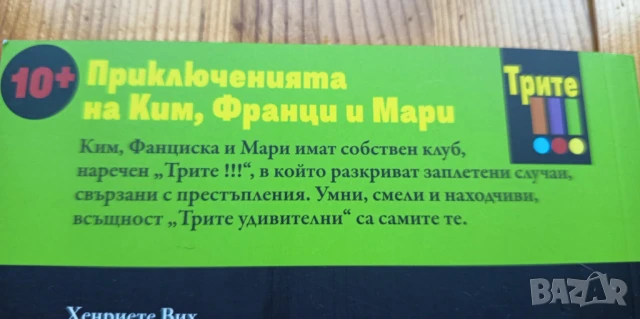 10+
Приключенията
на Ким, Франци и Мари
Трите
!!!
Ким, Фанциска и Мари имат собствен клуб,
наречен „Трите !!!“, в който разкриват заплетени случаи,
свързани с престъпления. Умни, смели и находчиви,
всъщност „Трите удивителни“ са самите те.
Хенриете Вих
BAZAR
bg